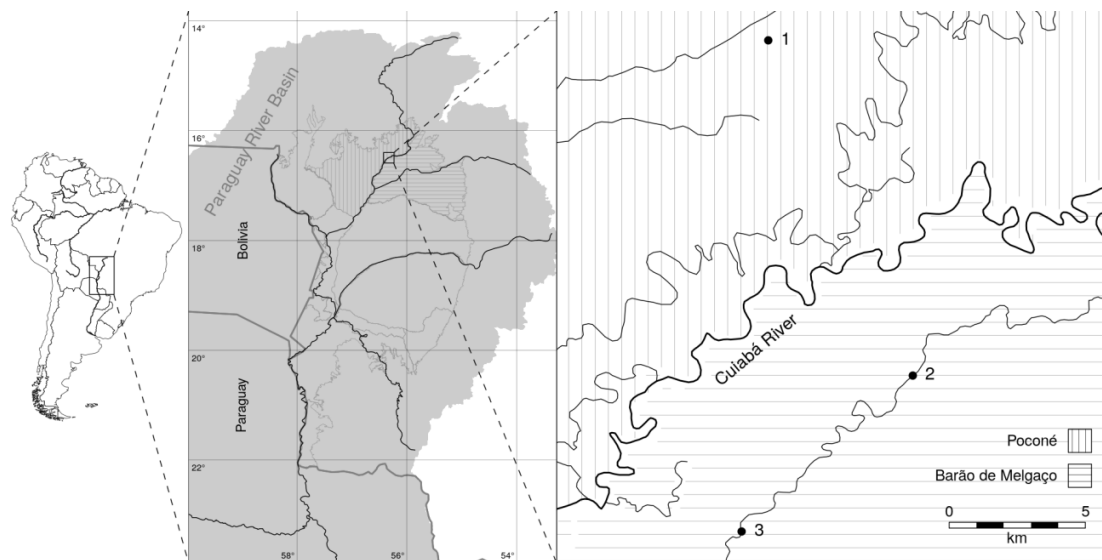 14°
16°
18°
20°
22°
58°
56°
54°
Paraguay River Basin
Bolivia
Paraguay
1
Cuiabá River
2
3
Poconé
Barão de Melgaço
0 5
km